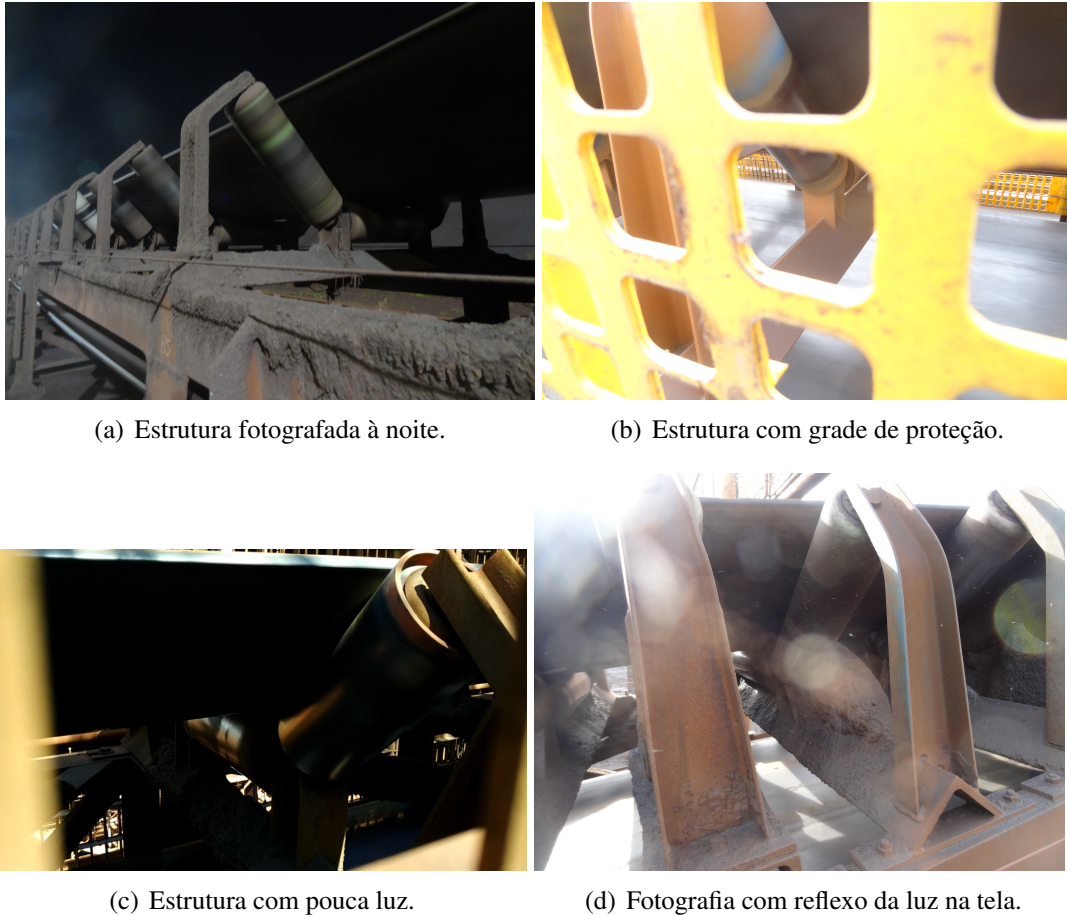 (a) Estrutura fotografada à noite.
(b) Estrutura com grade de proteção.
(c) Estrutura com pouca luz.
(d) Fotografia com reflexo da luz na tela.